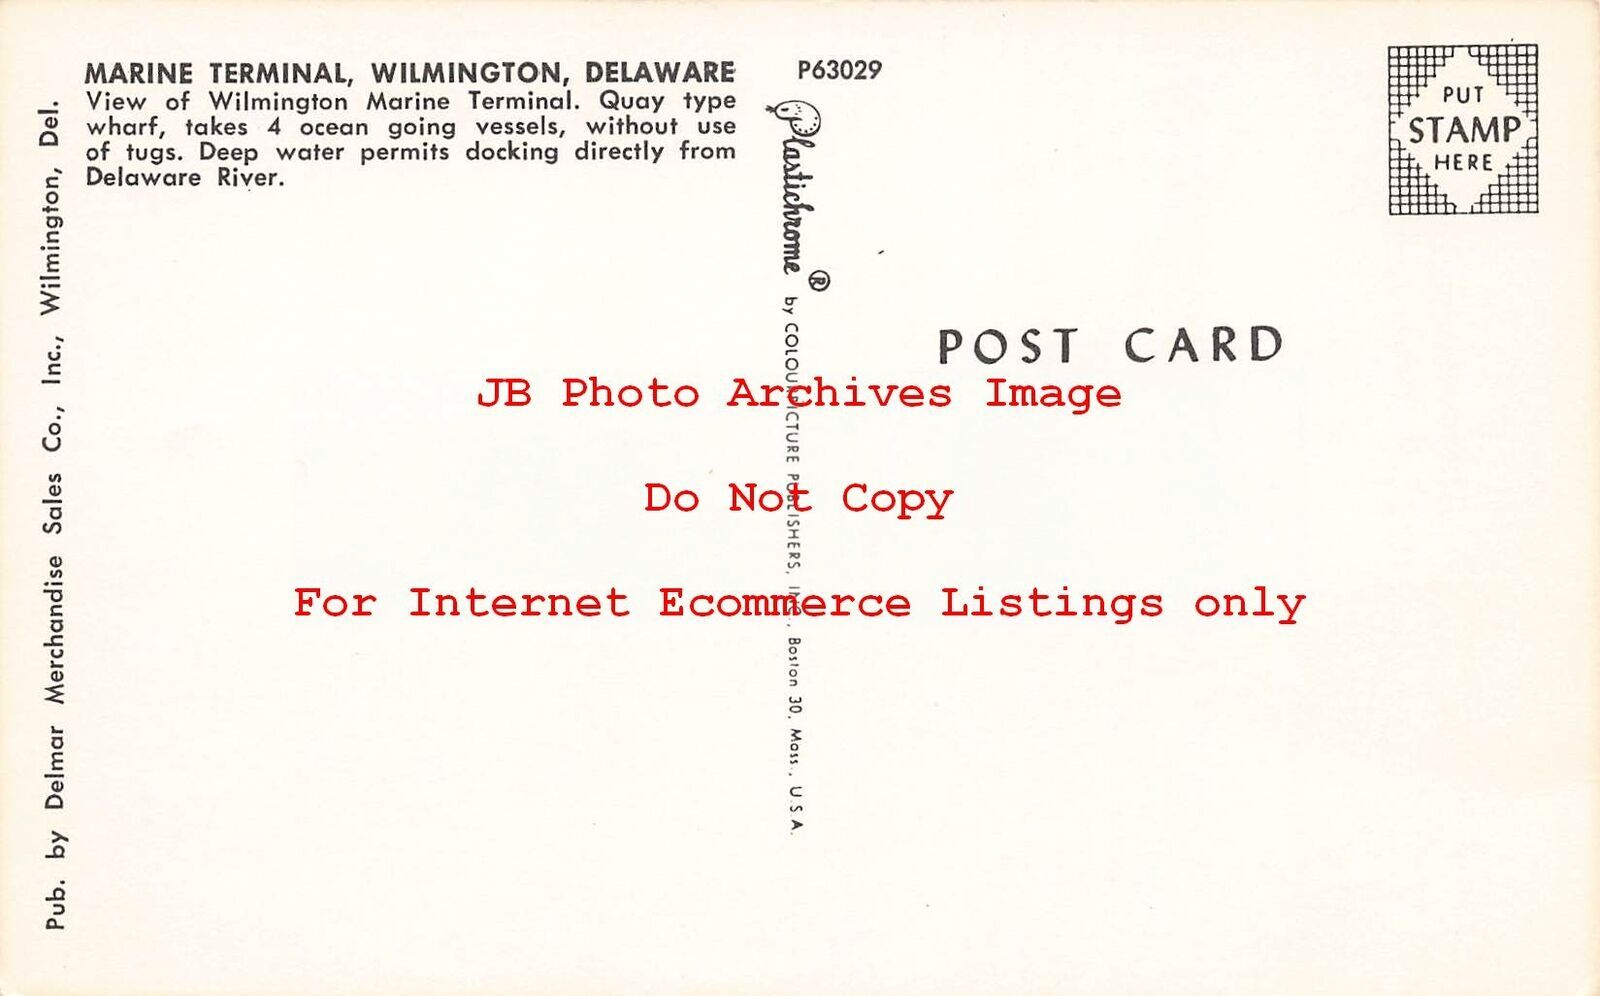 MARINE TERMINAL, WILMINGTON, DELAWARE
View of Wilmington Marine Terminal. Quay type
wharf, takes 4 ocean going vessels, without use
of tugs. Deep water permits docking directly from
Delaware River.
Pub. by Delmar Merchandise Sales Co., Inc., Wilmington, Del.
P63029
Plastichrome ®
by COLOURPICTURE PUBLISHERS, INC., Boston 30, Mass., U.S.A.
PUT
STAMP
HERE
POST CARD
JB Photo Archives Image
Do Not Copy
For Internet Ecommerce Listings only